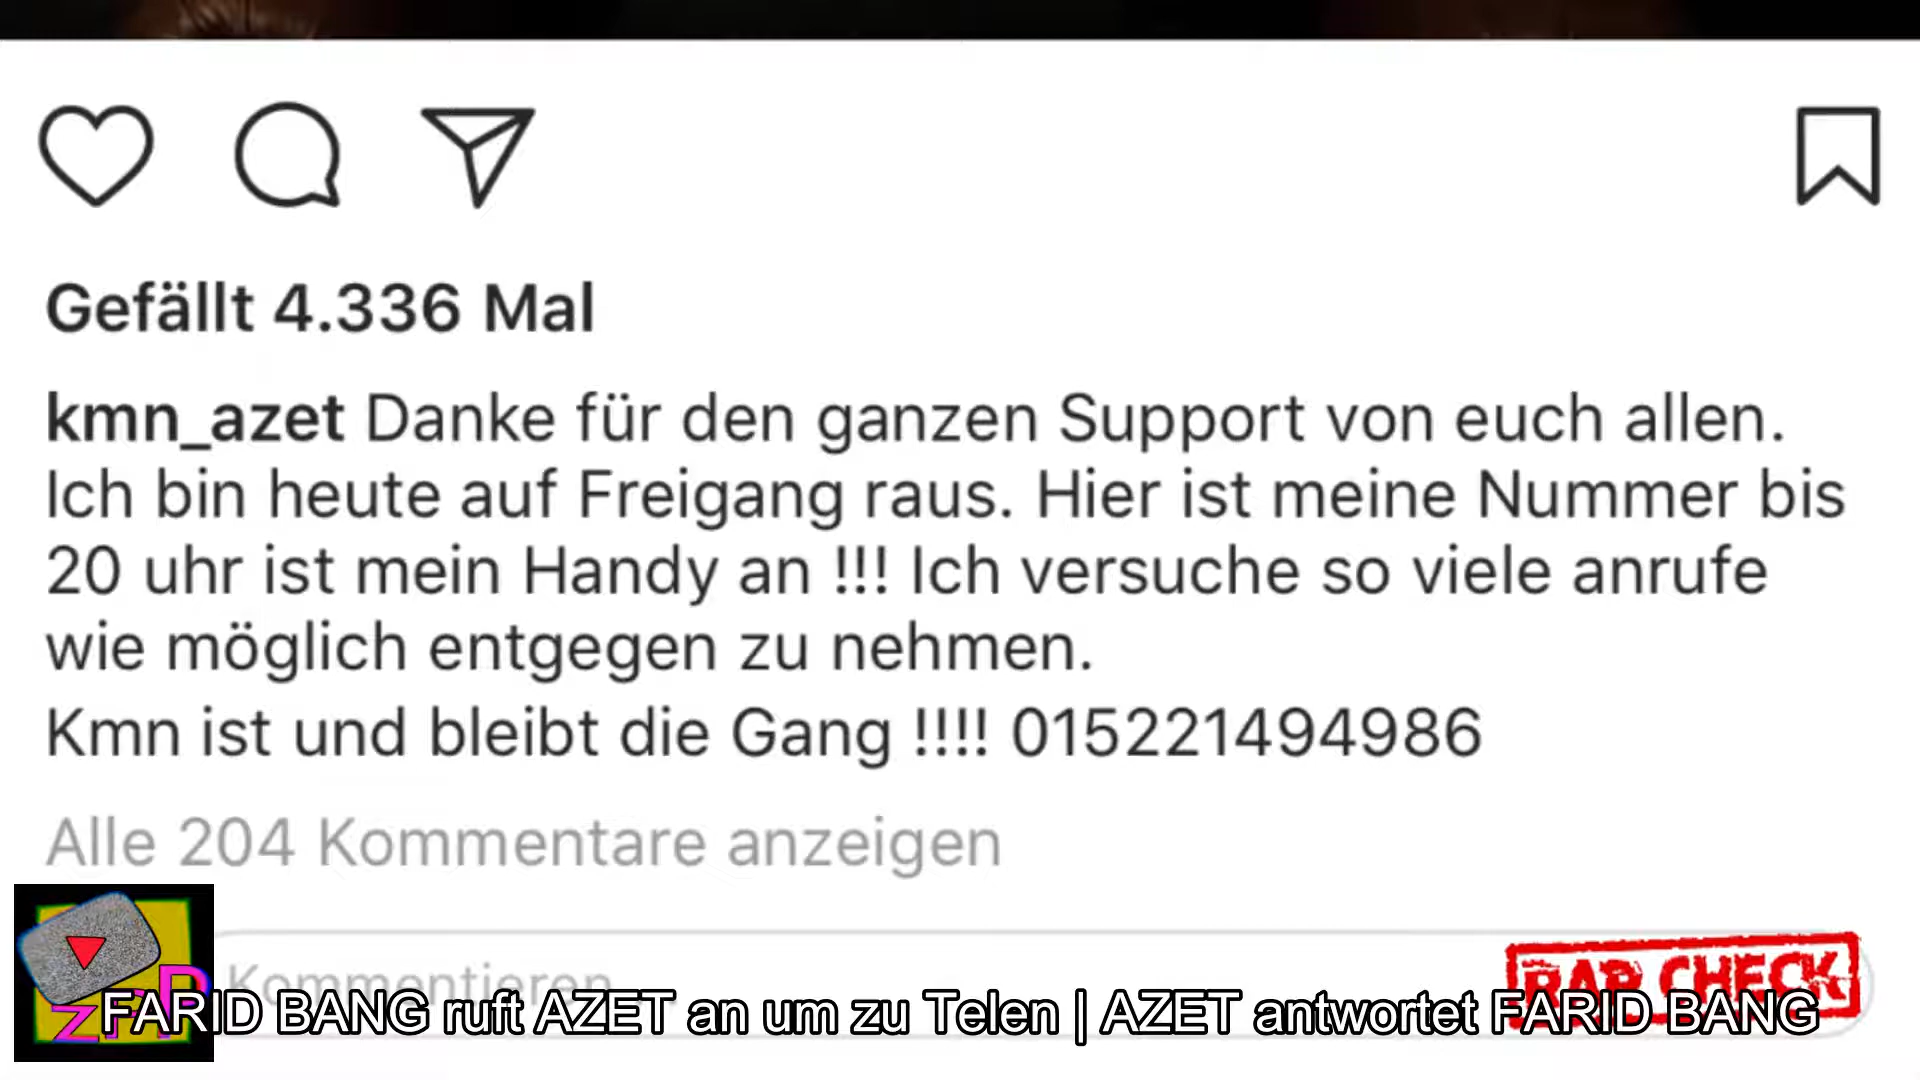 Gefällt 4.336 Mal
kmn_azet Danke für den ganzen Support von euch allen.
Ich bin heute auf Freigang raus. Hier ist meine Nummer bis
20 uhr ist mein Handy an !!! Ich versuche so viele anrufe
wie möglich entgegen zu nehmen.
Kmn ist und bleibt die Gang !!!! 015221494986
Alle 204 Kommentare anzeigen
Kommentieren
RAP CHECK
FARID BANG ruft AZET an um zu Telen | AZET antwortet FARID BANG